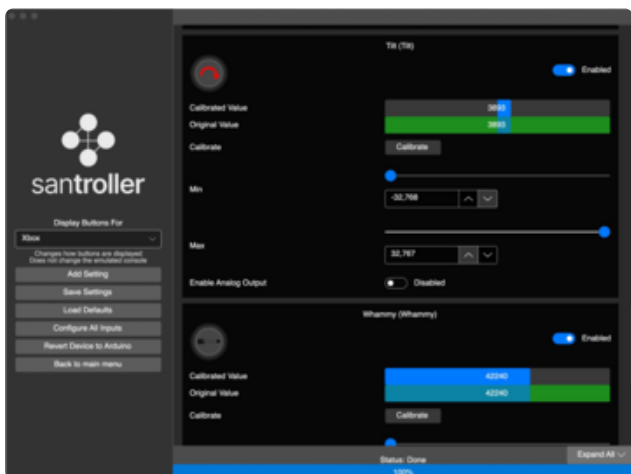 Tilt (Tilt)
Enabled
Calibrated Value
3893
Original Value
3893
Calibrate
Calibrate
Min
-32,768
Max
32,767
Enable Analog Output
Disabled
santroller
Display Buttons For
Xbox
Changes how buttons are displayed
Does not change the emulated console
Add Setting
Save Settings
Load Defaults
Configure All Inputs
Revert Device to Arduino
Back to main menu
Whammy (Whammy)
Enabled
Calibrated Value
42240
Original Value
42240
Calibrate
Calibrate
Status: Done
Expand All
100%